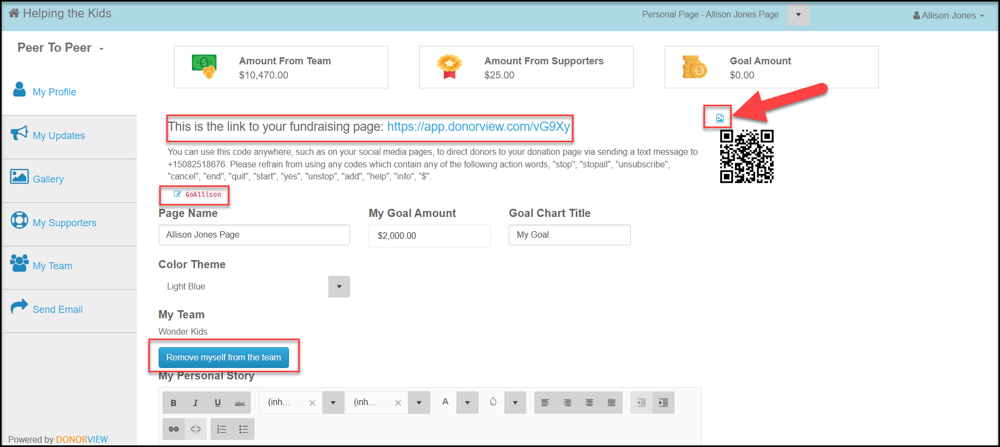 Helping the Kids
Personal Page - Allison Jones Page
Allison Jones
Peer To Peer
Amount From Team
$10,470.00
Amount From Supporters
$25.00
Goal Amount
$0.00
My Profile
My Updates
Gallery
My Supporters
My Team
Send Email
Powered by DONORVIEW
This is the link to your fundraising page: https://app.donorview.com/vG9Xy
You can use this code anywhere, such as on your social media pages, to direct donors to your donation page via sending a text message to
+15082518676. Please refrain from using any codes which contain any of the following action words, "stop", "stopall", "unsubscribe",
"cancel", "end", "quit", "start", "yes", "unstop", "add", "help", "info", “$".
GoAllison
Page Name
My Goal Amount
Goal Chart Title
Allison Jones Page
$2,000.00
My Goal
Color Theme
Light Blue
My Team
Wonder Kids
Remove myself from the team
My Personal Story
B I U abc (inh... (inh... A